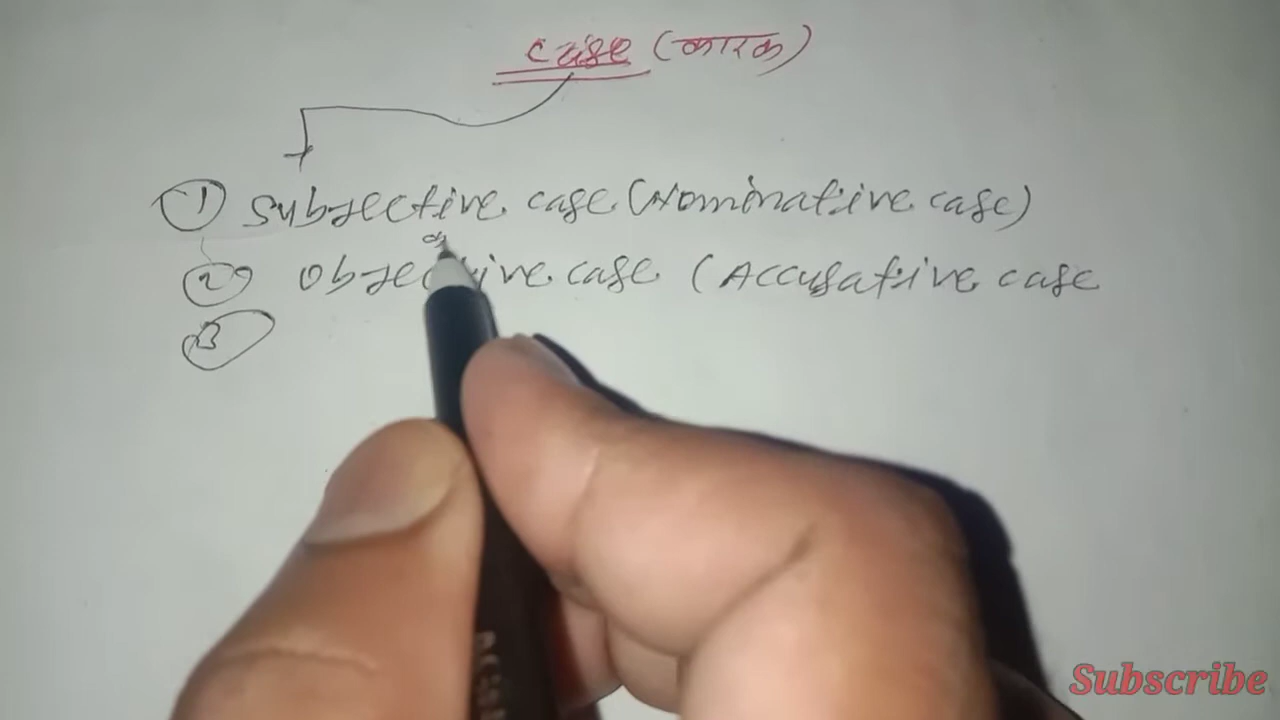 Case (कारक)
① Subjective case (Nominative case)
② Objective case (Accusative case
③
Subscribe